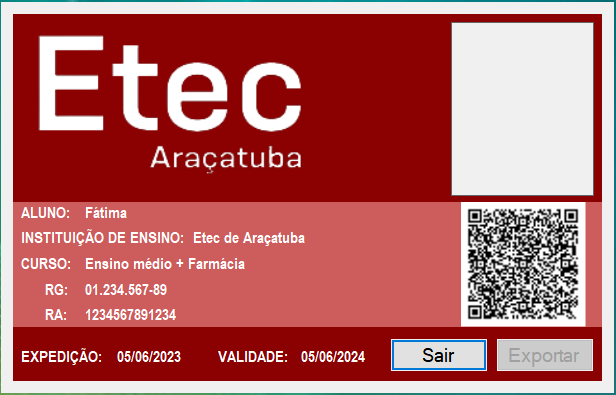 Etec
Araçatuba
ALUNO: Fátima
INSTITUIÇÃO DE ENSINO: Etec de Araçatuba
CURSO: Ensino médio + Farmácia
RG: 01.234.567-89
RA: 1234567891234
EXPEDIÇÃO: 05/06/2023 VALIDADE: 05/06/2024 Sair Exportar